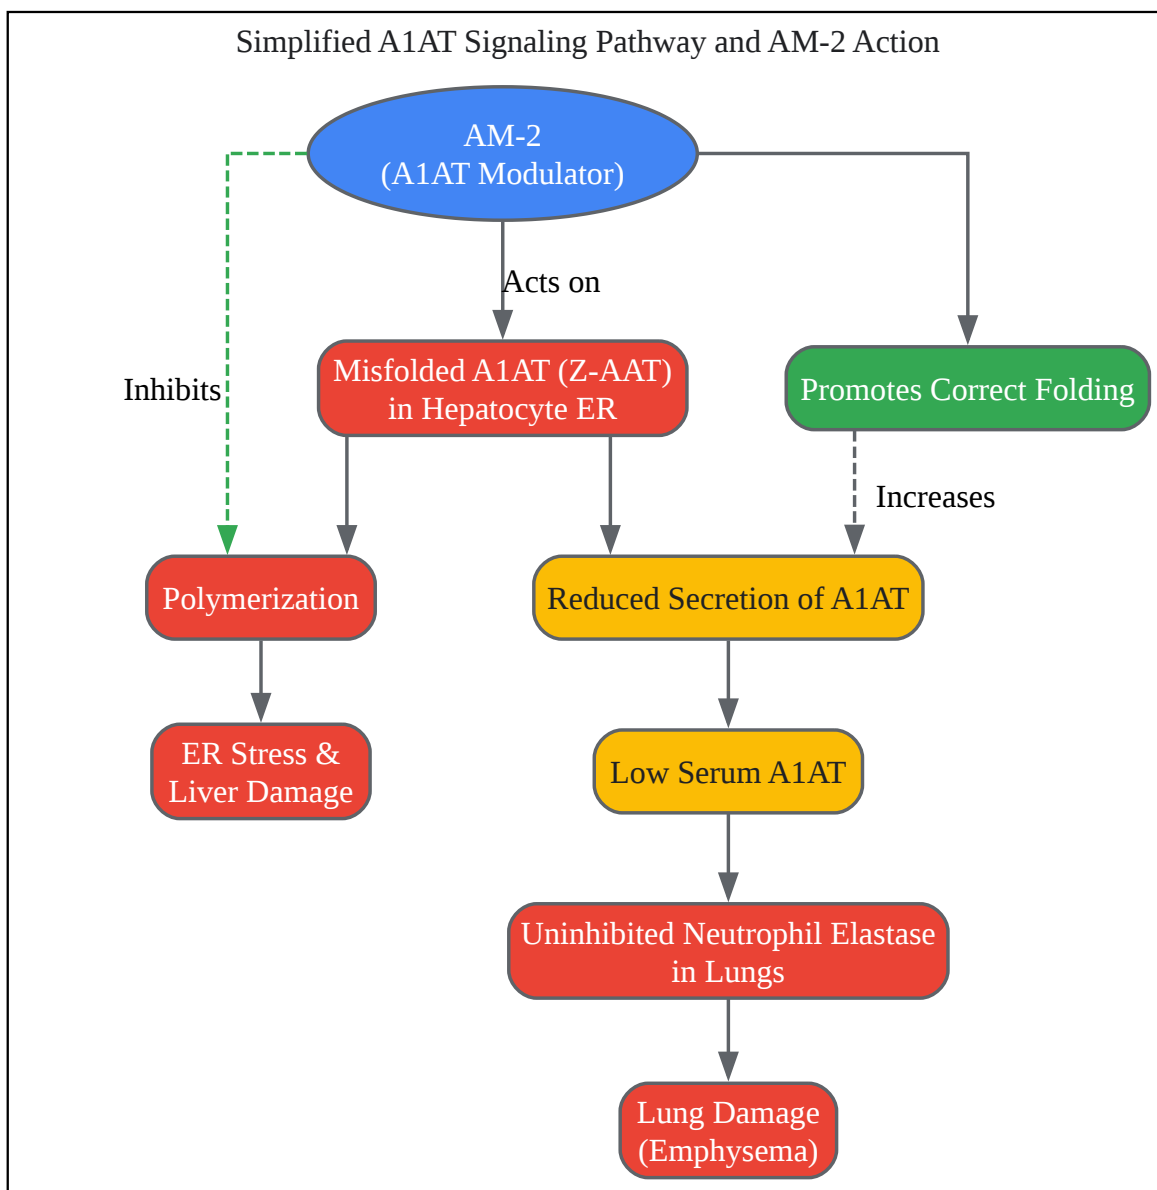 Simplified A1AT Signaling Pathway and AM-2 Action
AM-2
(A1AT Modulator)
Acts on
Inhibits
Misfolded A1AT (Z-AAT)
in Hepatocyte ER
Promotes Correct Folding
Increases
Polymerization
Reduced Secretion of A1AT
ER Stress &
Liver Damage
Low Serum A1AT
Uninhibited Neutrophil Elastase
in Lungs
Lung Damage
(Emphysema)